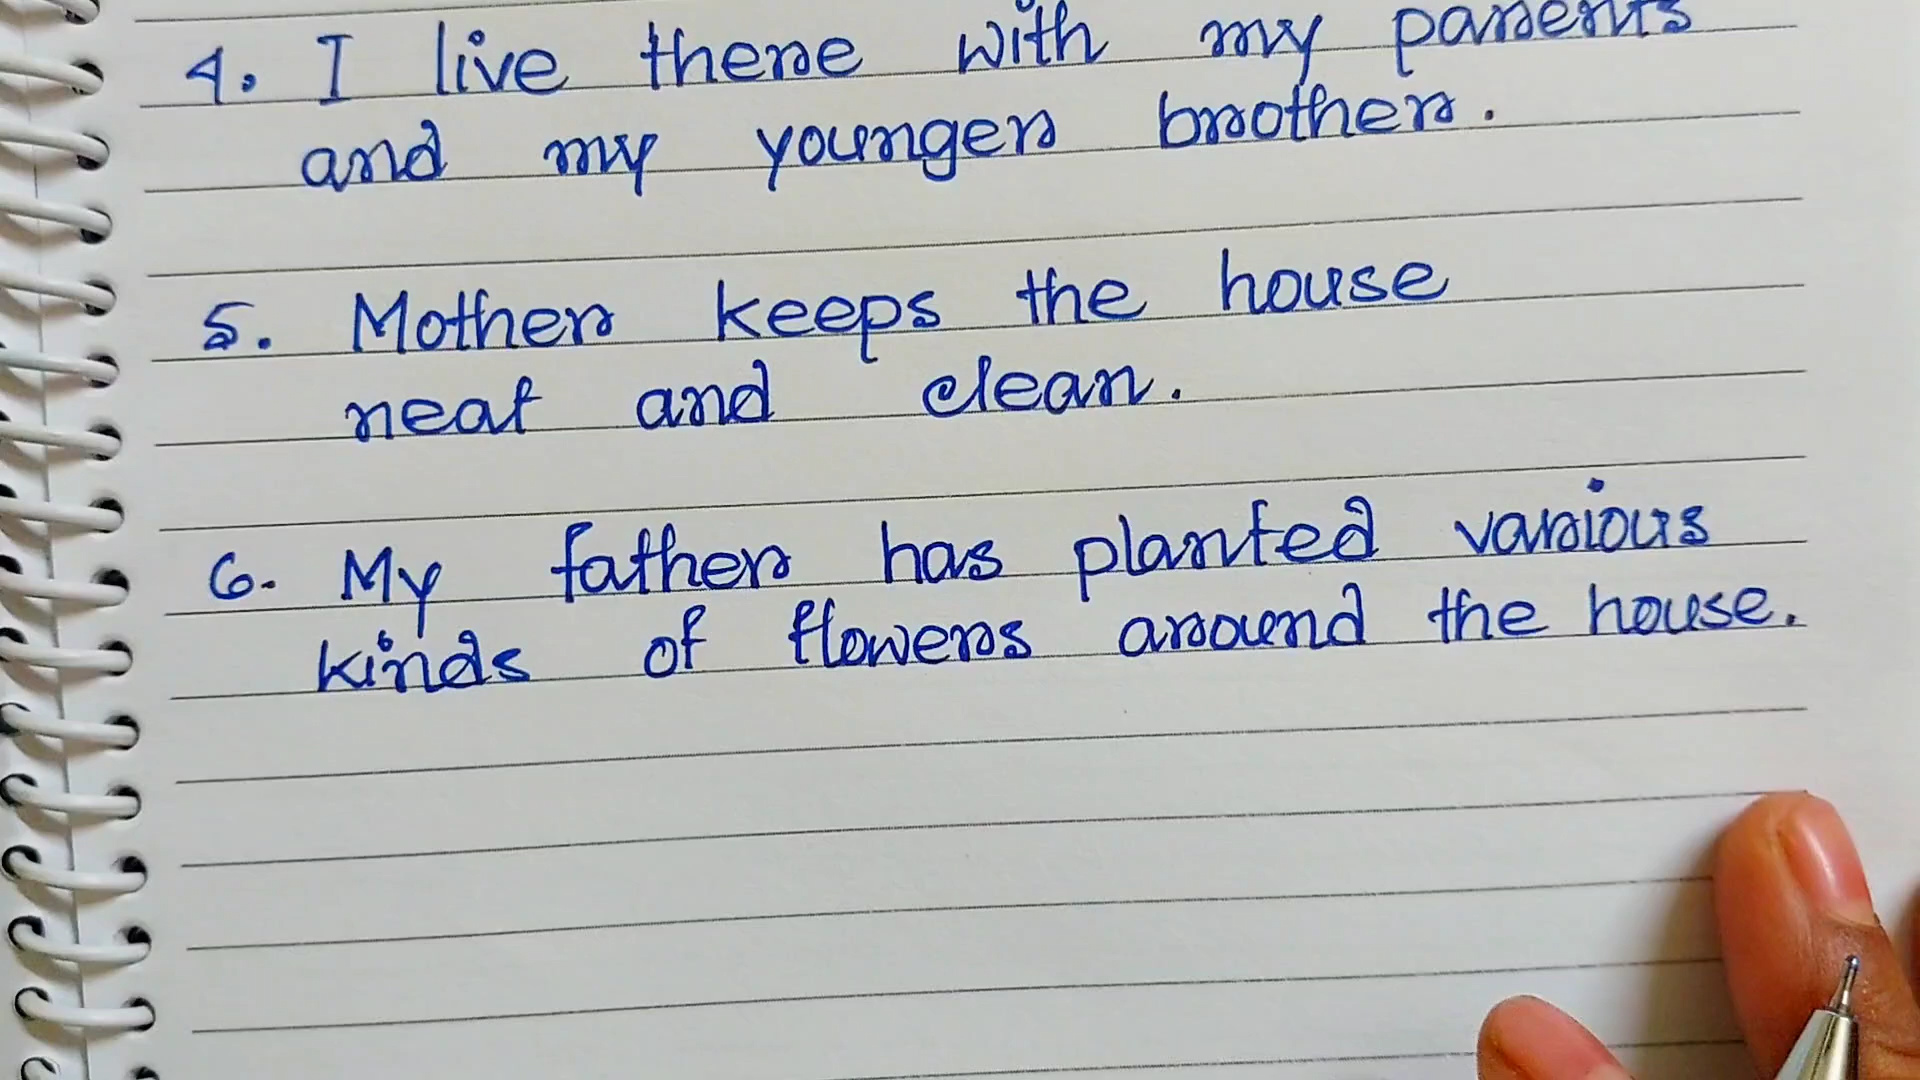 4. I live there with my parents
and my younger brother.
5. Mother keeps the house
neat and clean.
6. My father has planted various
kinds of flowers around the house.